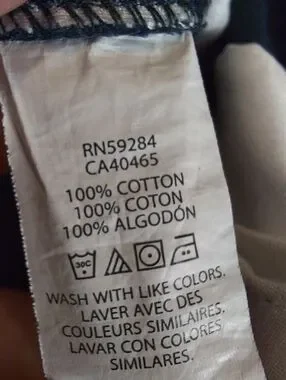 RN59284
CA40465
100% COTTON
100% COTON
100% ALGODÓN
30C
WASH WITH LIKE COLORS.
LAVER AVEC DES
COULEURS SIMILAIRES.
LAVAR CON COLORES
SIMILARES.